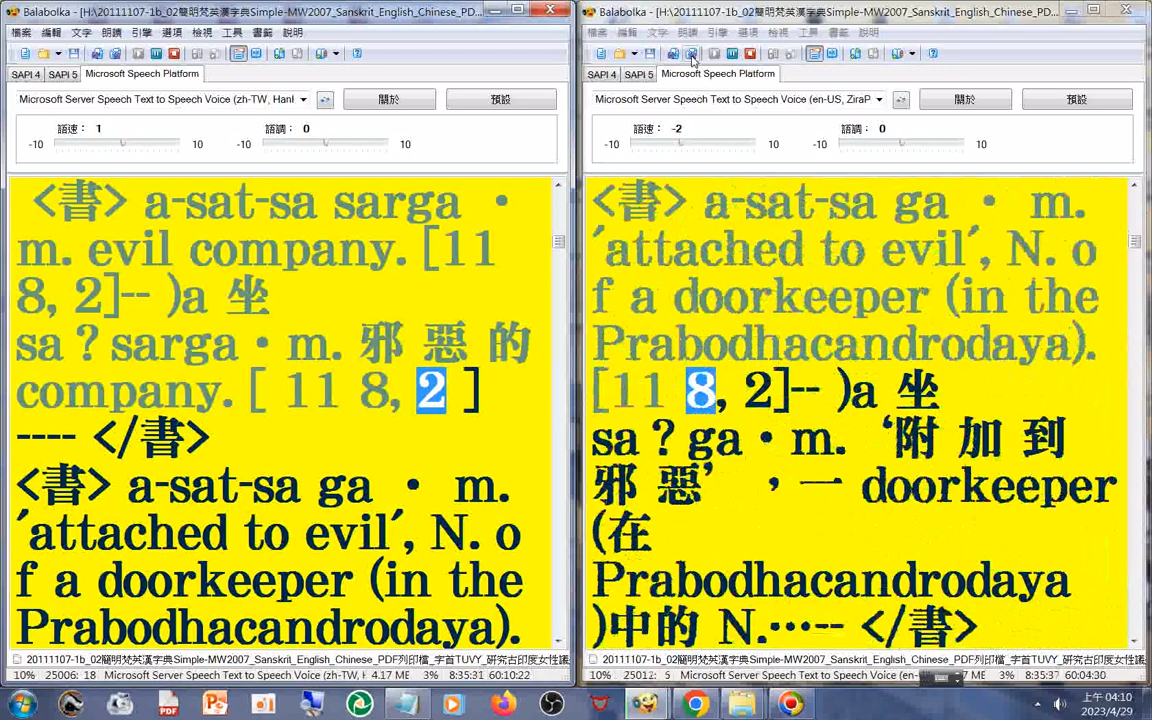 Balabolka - [H:\20111107-1b_02簡明梵英漢字典Simple-MW2007_Sanskrit_English_Chinese_PD...
檔案 編輯 文字 朗讀 引擎 選項 檢視 工具 書籤 說明
SAPI 4 SAPI 5 Microsoft Speech Platform
Microsoft Server Speech Text to Speech Voice (zh-TW, Hanl 關於 預設
語速： 1 語調： 0
-10 10 -10 10
<書> a-sat-sa sarga ‧
m. evil company. [11
8, 2]-- )a 坐
sa？sarga‧m. 邪 惡 的
company. [ 11 8, 2 ]
---- </書>
<書> a-sat-sa ga ‧ m.
'attached to evil', N. o
f a doorkeeper (in the
Prabodhacandrodaya).
20111107-1b_02簡明梵英漢字典Simple-MW2007_Sanskrit_English_Chinese_PDF列印檔_字首TUVY_研究古印度女性議
10% 25006: 18 Microsoft Server Speech Text to Speech Voice (zh-TW, H 4.17 ME 3% 8:35:31 60:10:22
Balabolka - [H:\20111107-1b_02簡明梵英漢字典Simple-MW2007_Sanskrit_English_Chinese_PD...
檔案 編輯 文字 朗讀 引擎 選項 檢視 工具 書籤 說明
SAPI 4 SAPI 5 Microsoft Speech Platform
Microsoft Server Speech Text to Speech Voice (en-US, ZiraP 關於 預設
語速： -2 語調： 0
-10 10 -10 10
<書> a-sat-sa ga ‧ m.
'attached to evil', N. o
f a doorkeeper (in the
Prabodhacandrodaya).
[11 8, 2]-- )a 坐
sa？ga‧m.‘附 加 到
邪 惡’，一 doorkeeper
(在
Prabodhacandrodaya
)中的 N.…-- </書>
20111107-1b_02簡明梵英漢字典Simple-MW2007_Sanskrit_English_Chinese_PDF列印檔_字首TUVY_研究古印度女性議
10% 25012: 5 Microsoft Server Speech Text to Speech Voice (en-us 3% 8:35:37 60:04:30
上午 04:10
2023/4/29